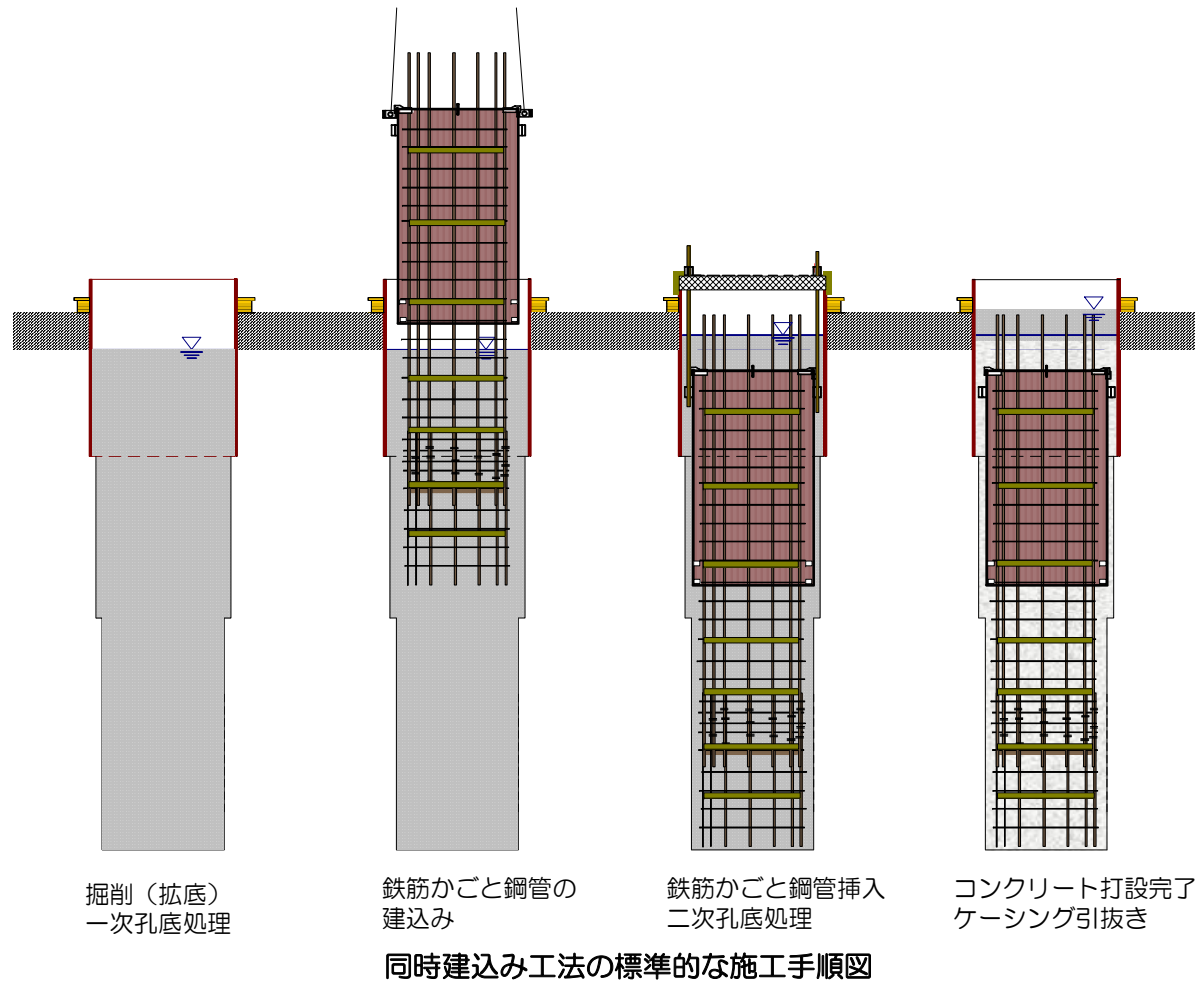 掘削（拡底）
一次孔底処理
鉄筋かごと鋼管の
建込み
鉄筋かごと鋼管挿入
二次孔底処理
コンクリート打設完了
ケーシング引抜き
同時建込み工法の標準的な施工手順図